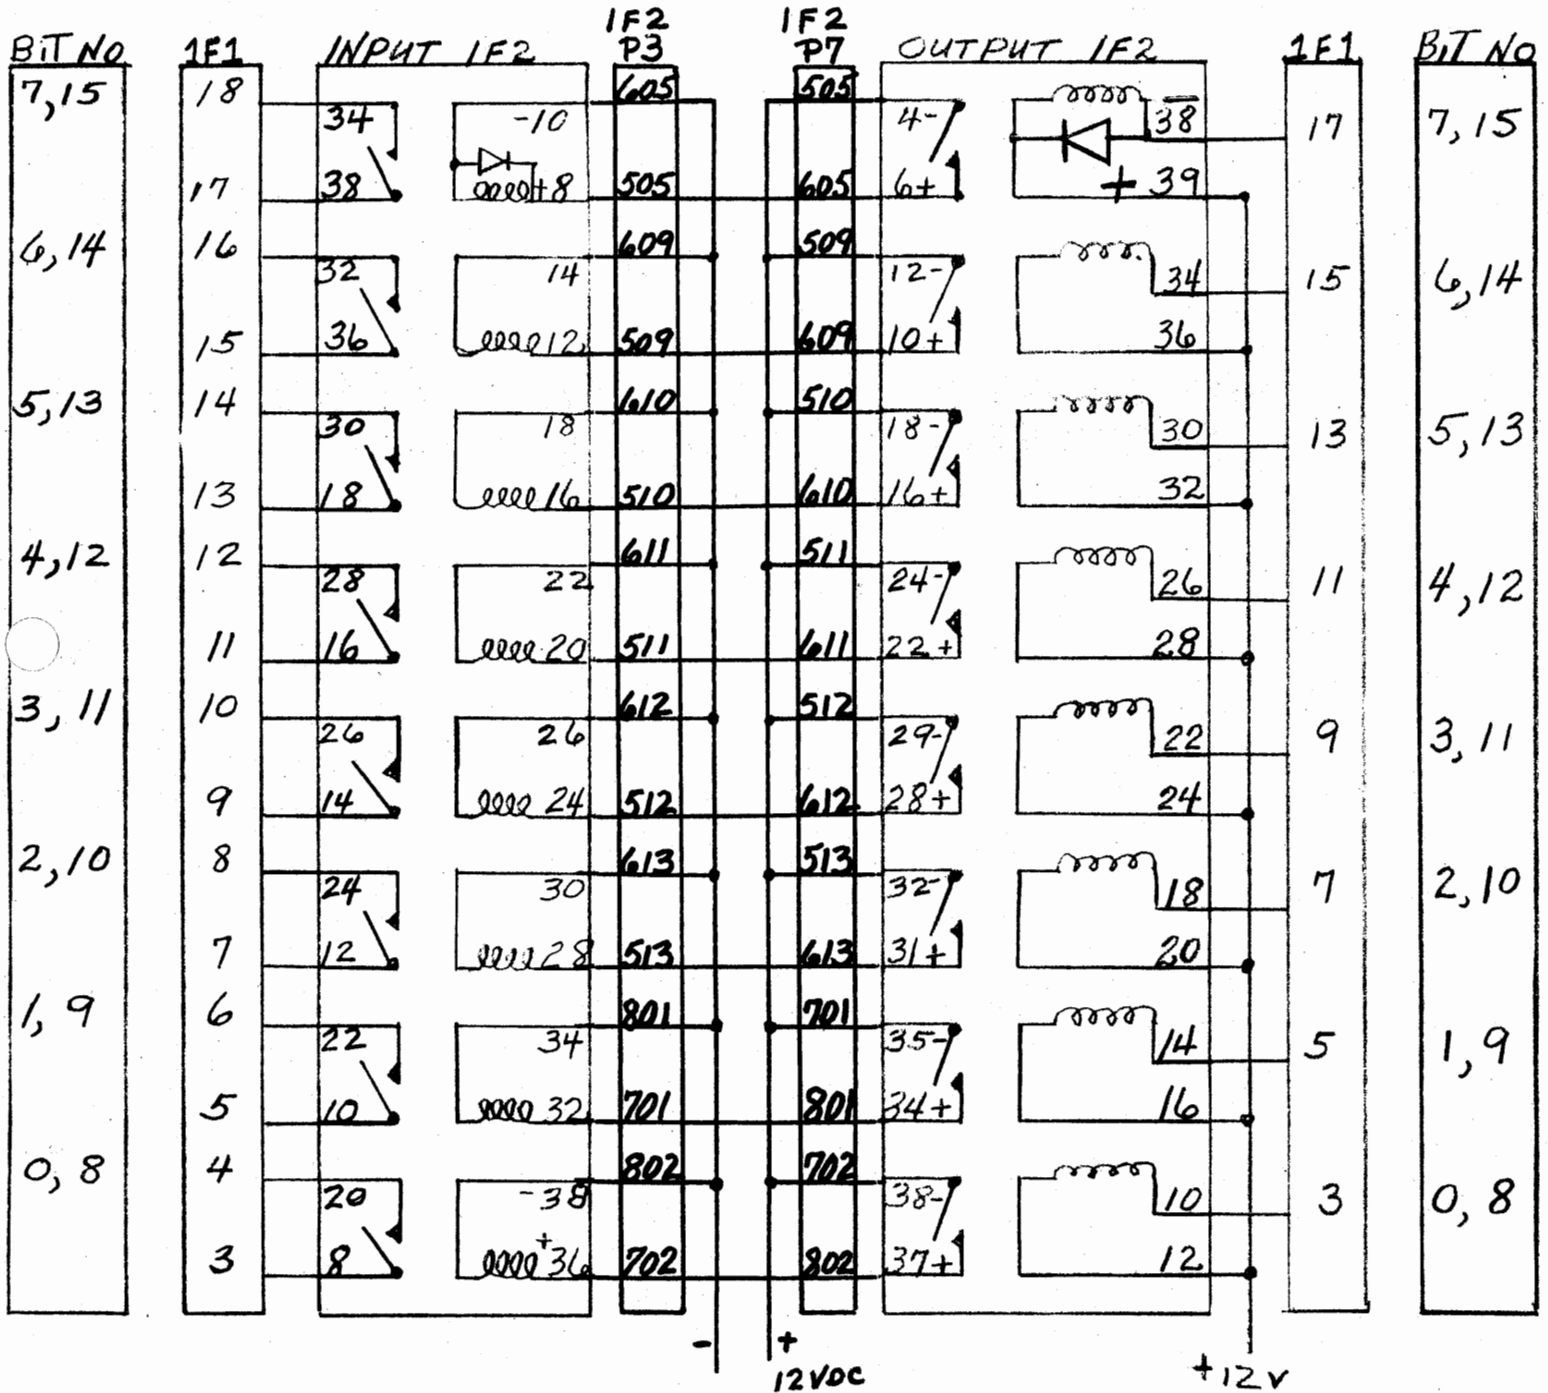 1F2 1F2
BiT NO 1F1 INPUT 1F2 P3 P7 OUTPUT 1F2 1F1 BiT NO
7,15 18 34 -10 605 505 4- 38 17 7,15
17 38 +8 505 605 6+ + 39
6,14 16 32 14 609 509 12- 34 15 6,14
15 36 12 509 609 10+ 36
5,13 14 30 18 610 510 18- 30 13 5,13
13 18 16 510 610 16+ 32
4,12 12 28 22 611 511 24- 26 11 4,12
11 16 20 511 611 22+ 28
3,11 10 26 26 612 512 29- 22 9 3,11
9 14 24 512 612 28+ 24
2,10 8 24 30 613 513 32- 18 7 2,10
7 12 28 513 613 31+ 20
1,9 6 22 34 801 701 35- 14 5 1,9
5 10 32 701 801 34+ 16
0,8 4 20 -38 802 702 38- 10 3 0,8
3 8 +36 702 802 37+ 12
- +
12VDC +12V